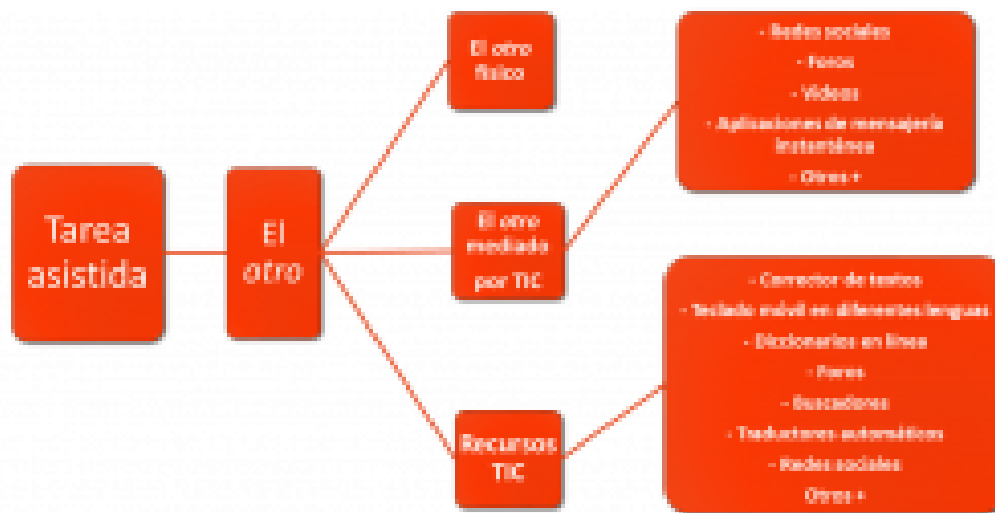 Tarea
asistida
El
otro
El otro
físico
El otro
mediado
por TIC
Recursos
TIC
- Redes sociales
- Foros
- Videos
- Aplicaciones de mensajería
instantánea
- Otros +
- Corrector de textos
- Teclado móvil en diferentes lenguas
- Diccionarios en línea
- Foros
- Buscadores
- Traductores automáticos
- Redes sociales
Otros +